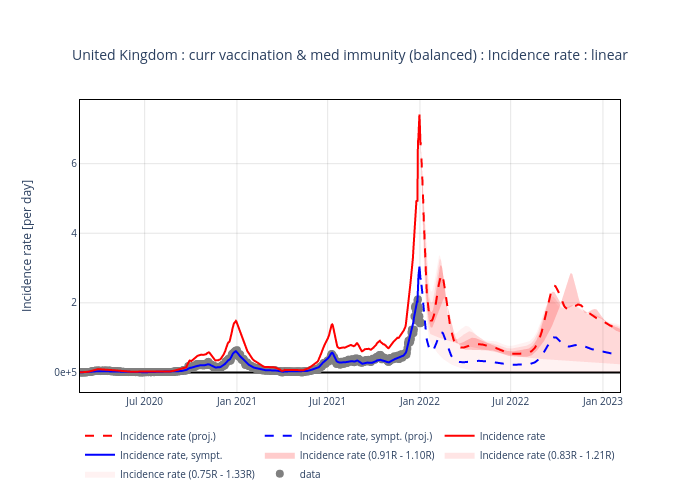 United Kingdom : curr vaccination & med immunity (balanced) : Incidence rate : linear
Incidence rate [per day]
6
4
2
0e+5
Jul 2020 Jan 2021 Jul 2021 Jan 2022 Jul 2022 Jan 2023
Incidence rate (proj.) Incidence rate, sympt. (proj.) Incidence rate
Incidence rate, sympt. Incidence rate (0.91R - 1.10R) Incidence rate (0.83R - 1.21R)
Incidence rate (0.75R - 1.33R) data